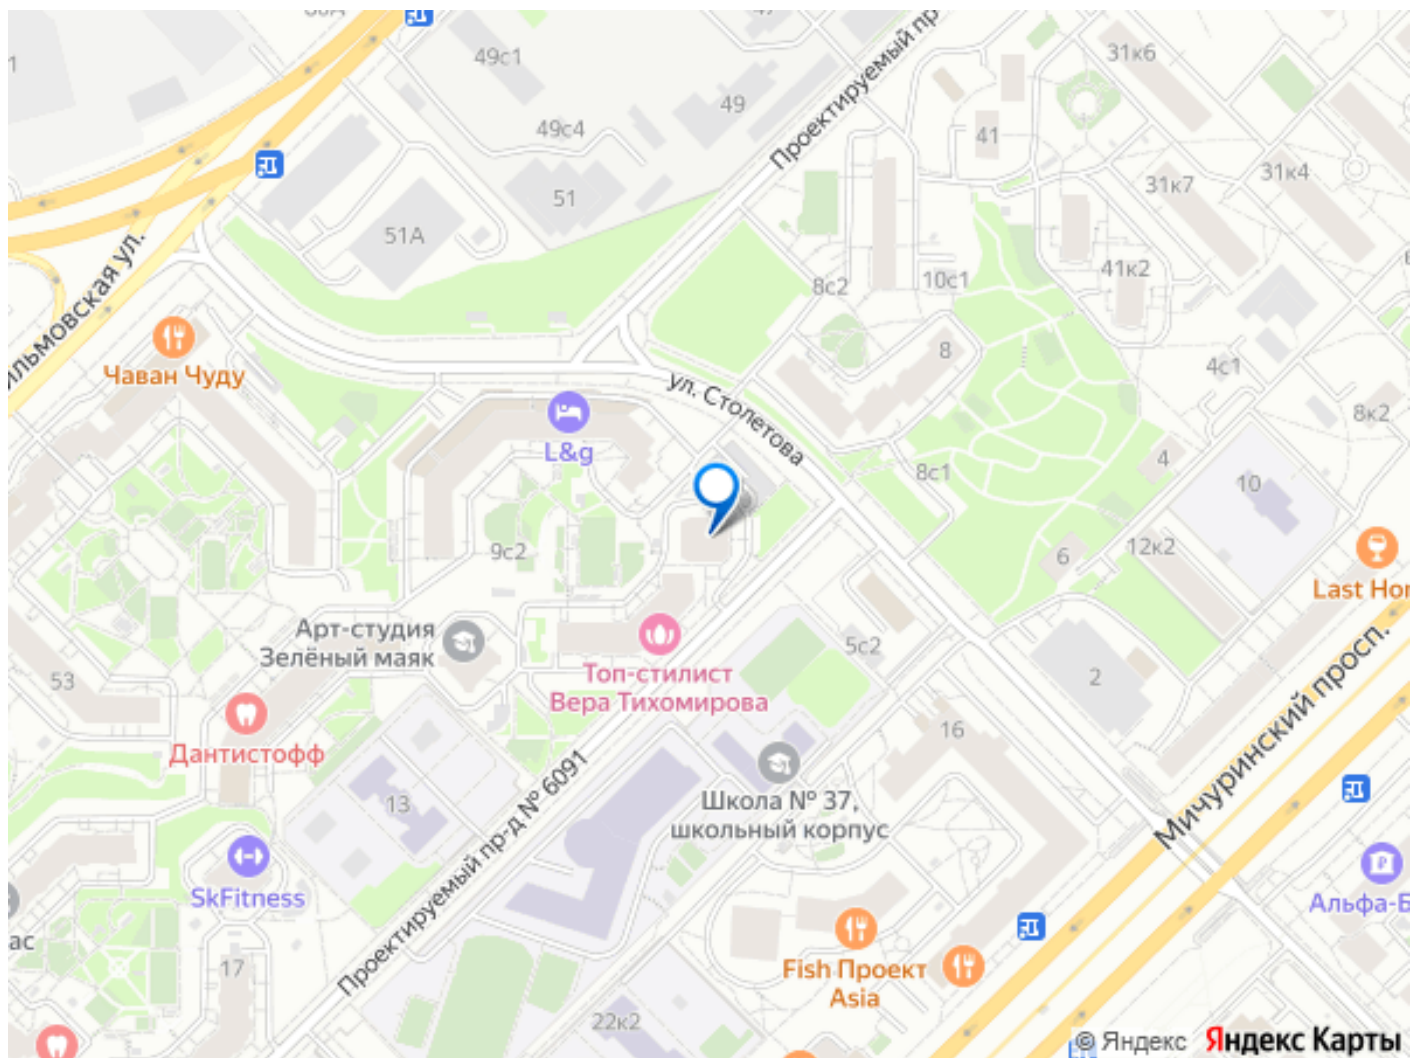 49с1
31к6
49
49с4
41
Проектируемый пр
51
31к7
31к4
51А
41к2
8с2
10с1
Чаван Чуду
8
4с1
ул. Столетова
8к2
L&g
4
8с1
10
9с2
12к2
6
Last Hor
Арт-студия
Зелёный маяк
5с2
53
Топ-стилист
Вера Тихомирова
2
Мичуринский просп.
Дантистофф
16
13
Школа № 37,
школьный корпус
Проектируемый пр-д № 6091
SkFitness
Альфа-Б
ас
17
Fish Проект
Asia
22к2
© Яндекс
Яндекс Карты